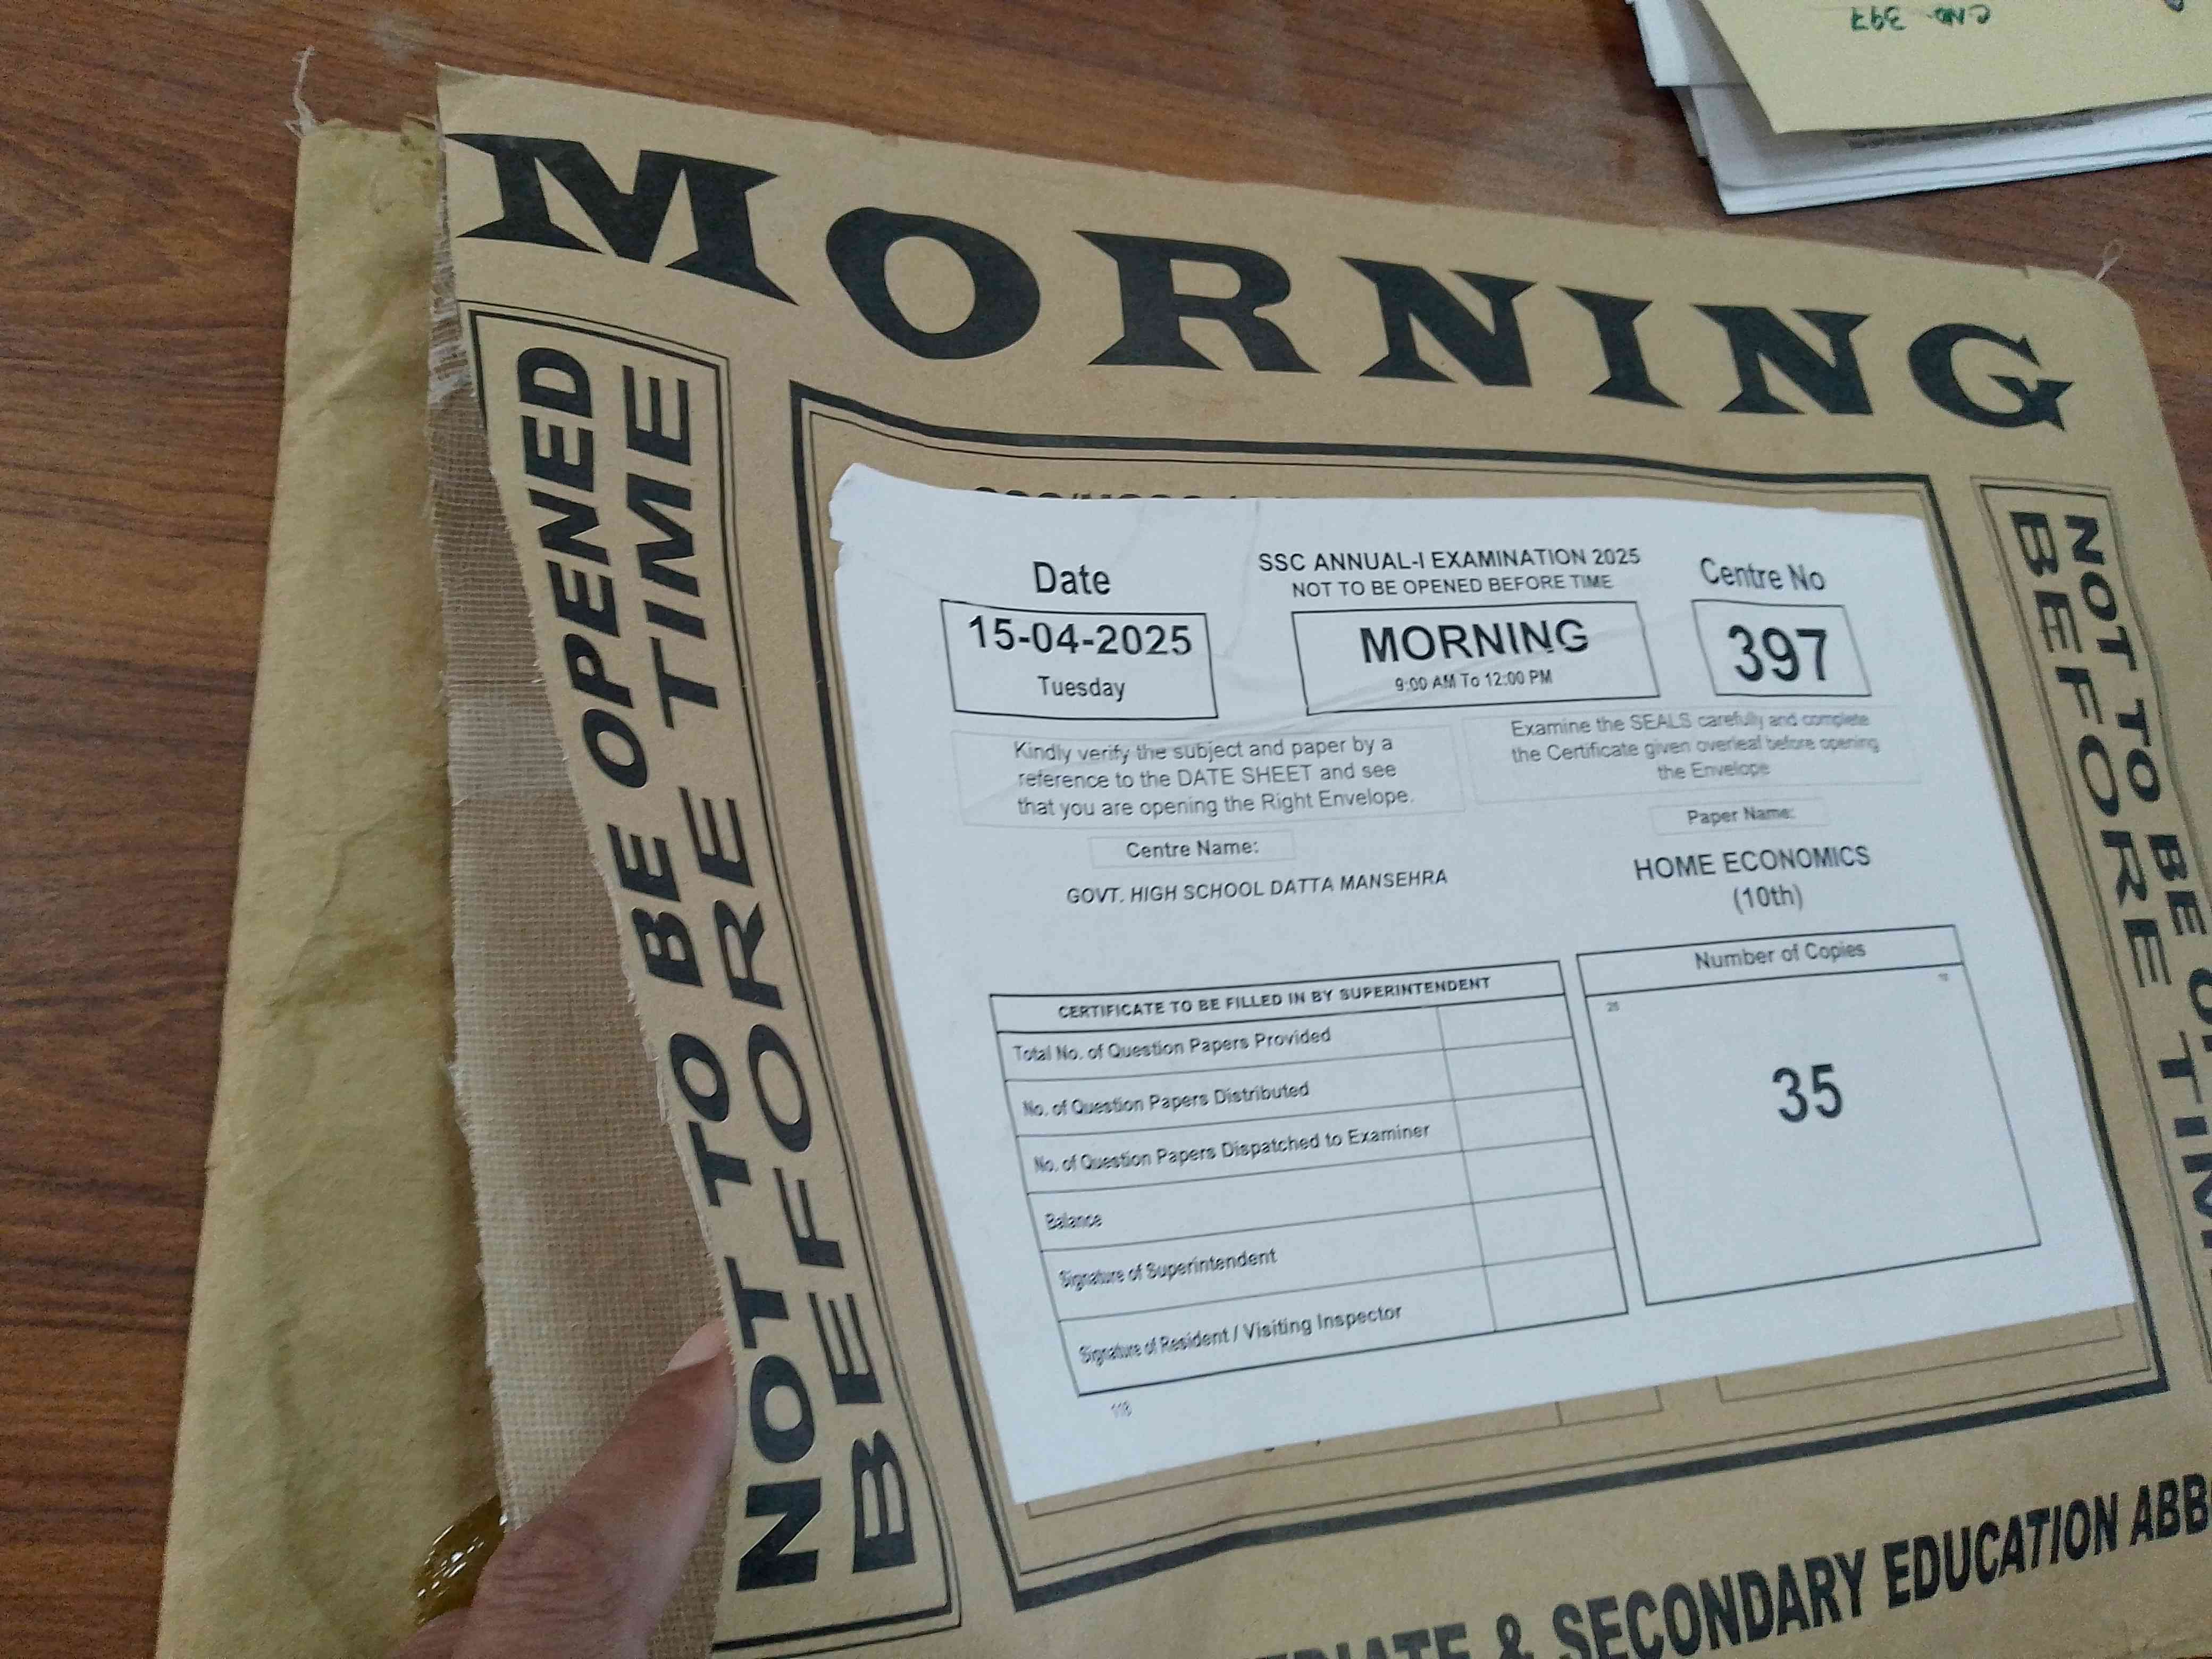 C.No. 397
MORNING
NOT TO BE OPENED
BEFORE TIME
SSC ANNUAL-I EXAMINATION 2025
NOT TO BE OPENED BEFORE TIME
Date
15-04-2025
Tuesday
MORNING
9:00 AM To 12:00 PM
Centre No
397
Kindly verify the subject and paper by a
reference to the DATE SHEET and see
that you are opening the Right Envelope.
Examine the SEALS carefully and complete
the Certificate given overleaf before opening
the Envelope
Centre Name:
GOVT. HIGH SCHOOL DATTA MANSEHRA
Paper Name:
HOME ECONOMICS
(10th)
CERTIFICATE TO BE FILLED IN BY SUPERINTENDENT
Total No. of Question Papers Provided
No. of Question Papers Distributed
No. of Question Papers Dispatched to Examiner
Balance
Signature of Superintendent
Signature of Resident / Visiting Inspector
Number of Copies
25
10
35
118
NOT TO BE
BEFORE
& SECONDARY EDUCATION ABB